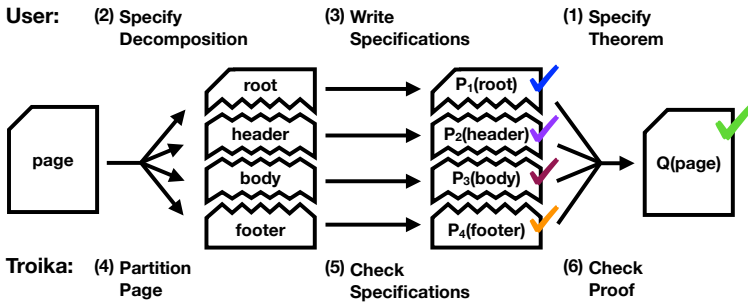 User:
(2) Specify
Decomposition
(3) Write
Specifications
(1) Specify
Theorem
page
root
header
body
footer
P₁(root)
P₂(header)
P₃(body)
P₄(footer)
Q(page)
Troika:
(4) Partition
Page
(5) Check
Specifications
(6) Check
Proof